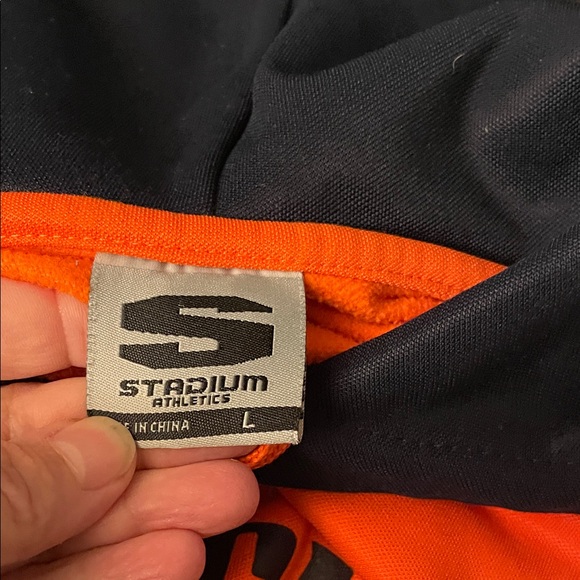 S
STADIUM
ATHLETICS
E IN CHINA L